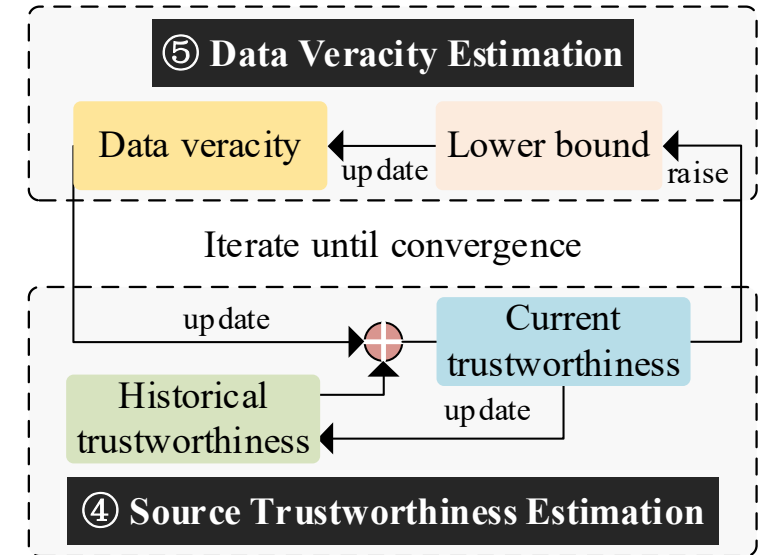 ⑤ Data Veracity Estimation
Data veracity
update
Lower bound
raise
Iterate until convergence
update
Current
trustworthiness
Historical
trustworthiness
update
④ Source Trustworthiness Estimation